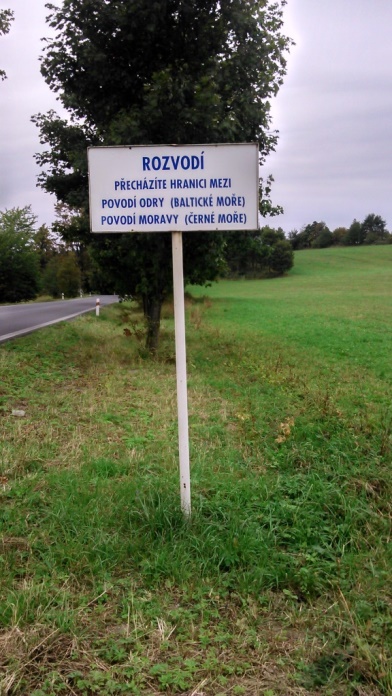 ROZVODÍ
PŘECHÁZÍTE HRANICI MEZI
POVODÍ ODRY (BALTICKÉ MOŘE)
POVODÍ MORAVY (ČERNÉ MOŘE)